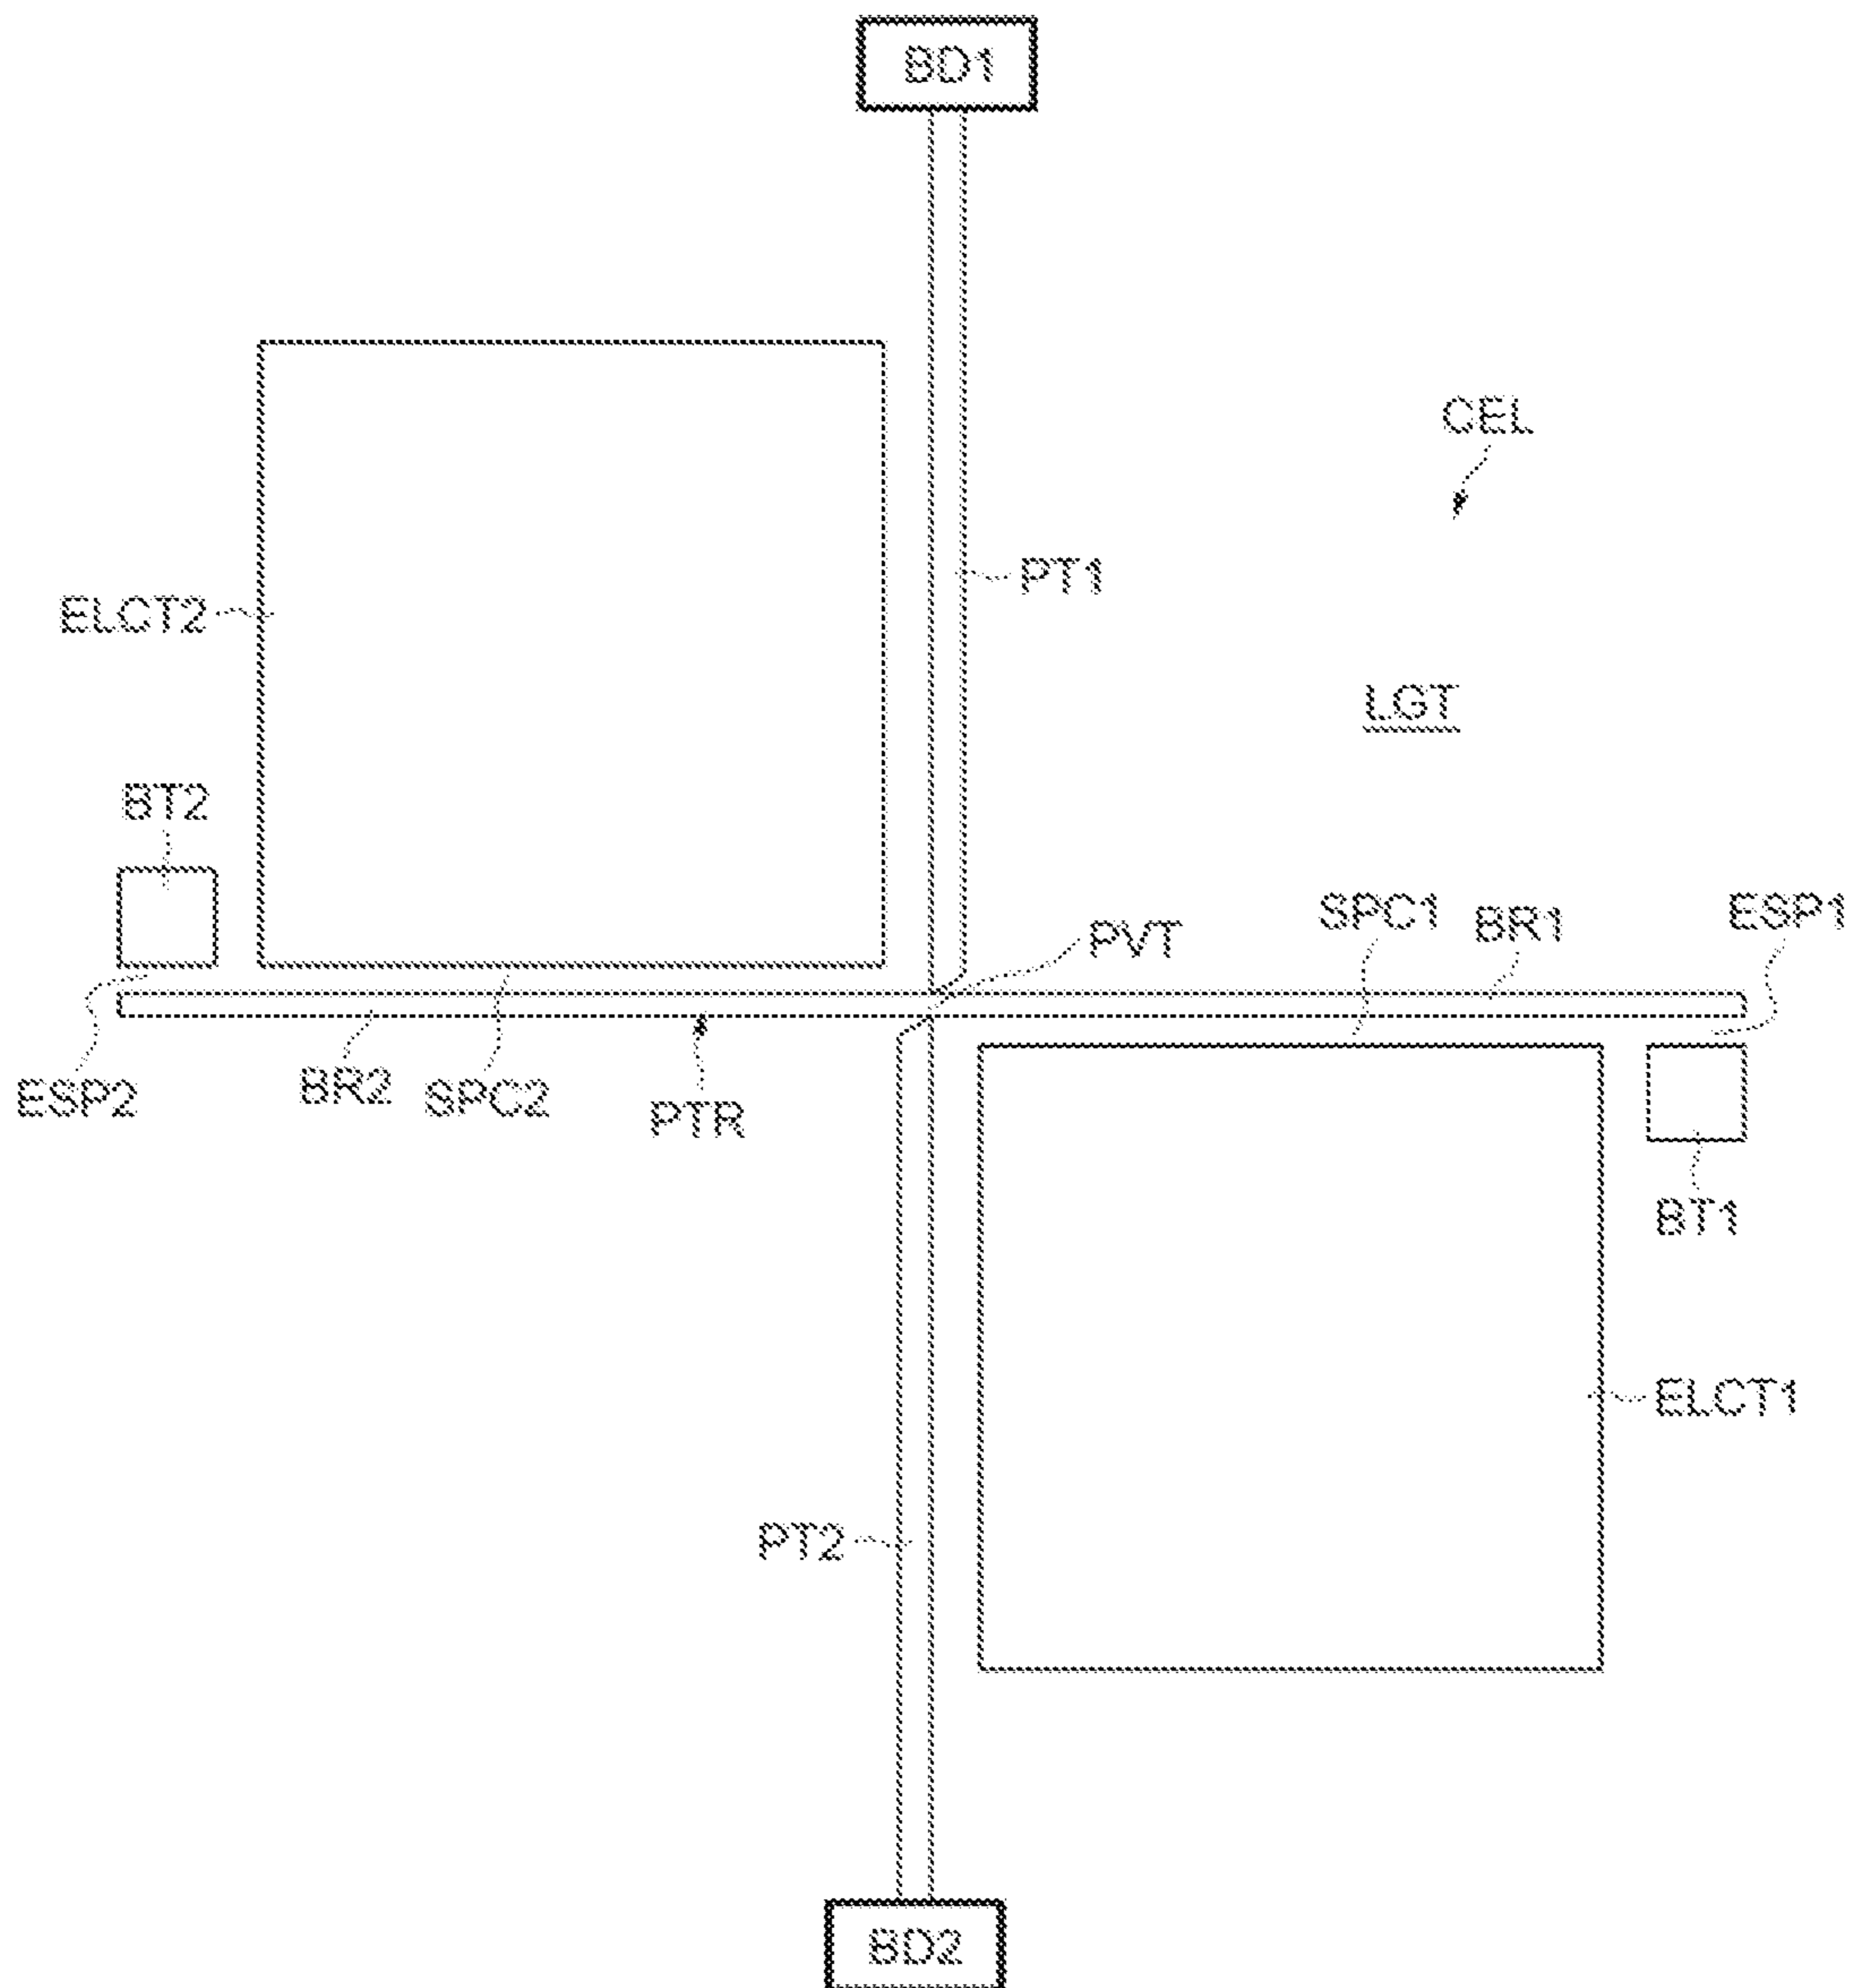 BD1
CEL
PT1
ELCT2
LGT
BT2
PVT
SPC1
BR1
ESP1
ESP2
BR2
SPC2
PTR
BT1
ELCT1
PT2
BD2